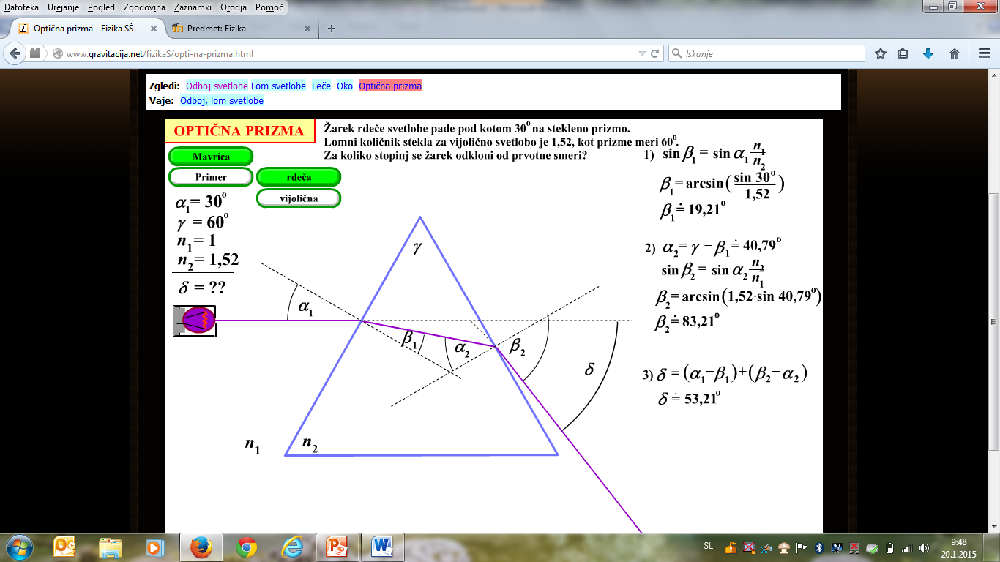 Datoteka Urejanje Pogled Zgodovina Zaznamki Orodja Pomoč
Optična prizma - Fizika SŠ
Predmet: Fizika
www.gravitacija.net/fizikaS/opti-na-prizma.html
Iskanje
Zgledi: Odboj svetlobe Lom svetlobe Leče Oko Optična prizma
Vaje: Odboj, lom svetlobe
OPTIČNA PRIZMA
Žarek rdeče svetlobe pade pod kotom 30° na stekleno prizmo.
Lomni količnik stekla za vijolično svetlobo je 1,52, kot prizme meri 60°.
Za koliko stopinj se žarek odkloni od prvotne smeri?
Mavrica
Primer
rdeča
vijolična
α₁= 30°
γ = 60°
n₁= 1
n₂= 1,52
δ = ??
γ
α₁
β₁
α₂
β₂
δ
n₁
n₂
1) sin β₁ = sin α₁ n₁/n₂
β₁= arcsin(sin 30°/1,52)
β₁≐ 19,21°
2) α₂= γ − β₁≐ 40,79°
sin β₂ = sin α₂ n₂/n₁
β₂= arcsin(1,52·sin 40,79°)
β₂≐ 83,21°
3) δ = (α₁−β₁)+(β₂−α₂)
δ ≐ 53,21°
SL
9:48
20.1.2015